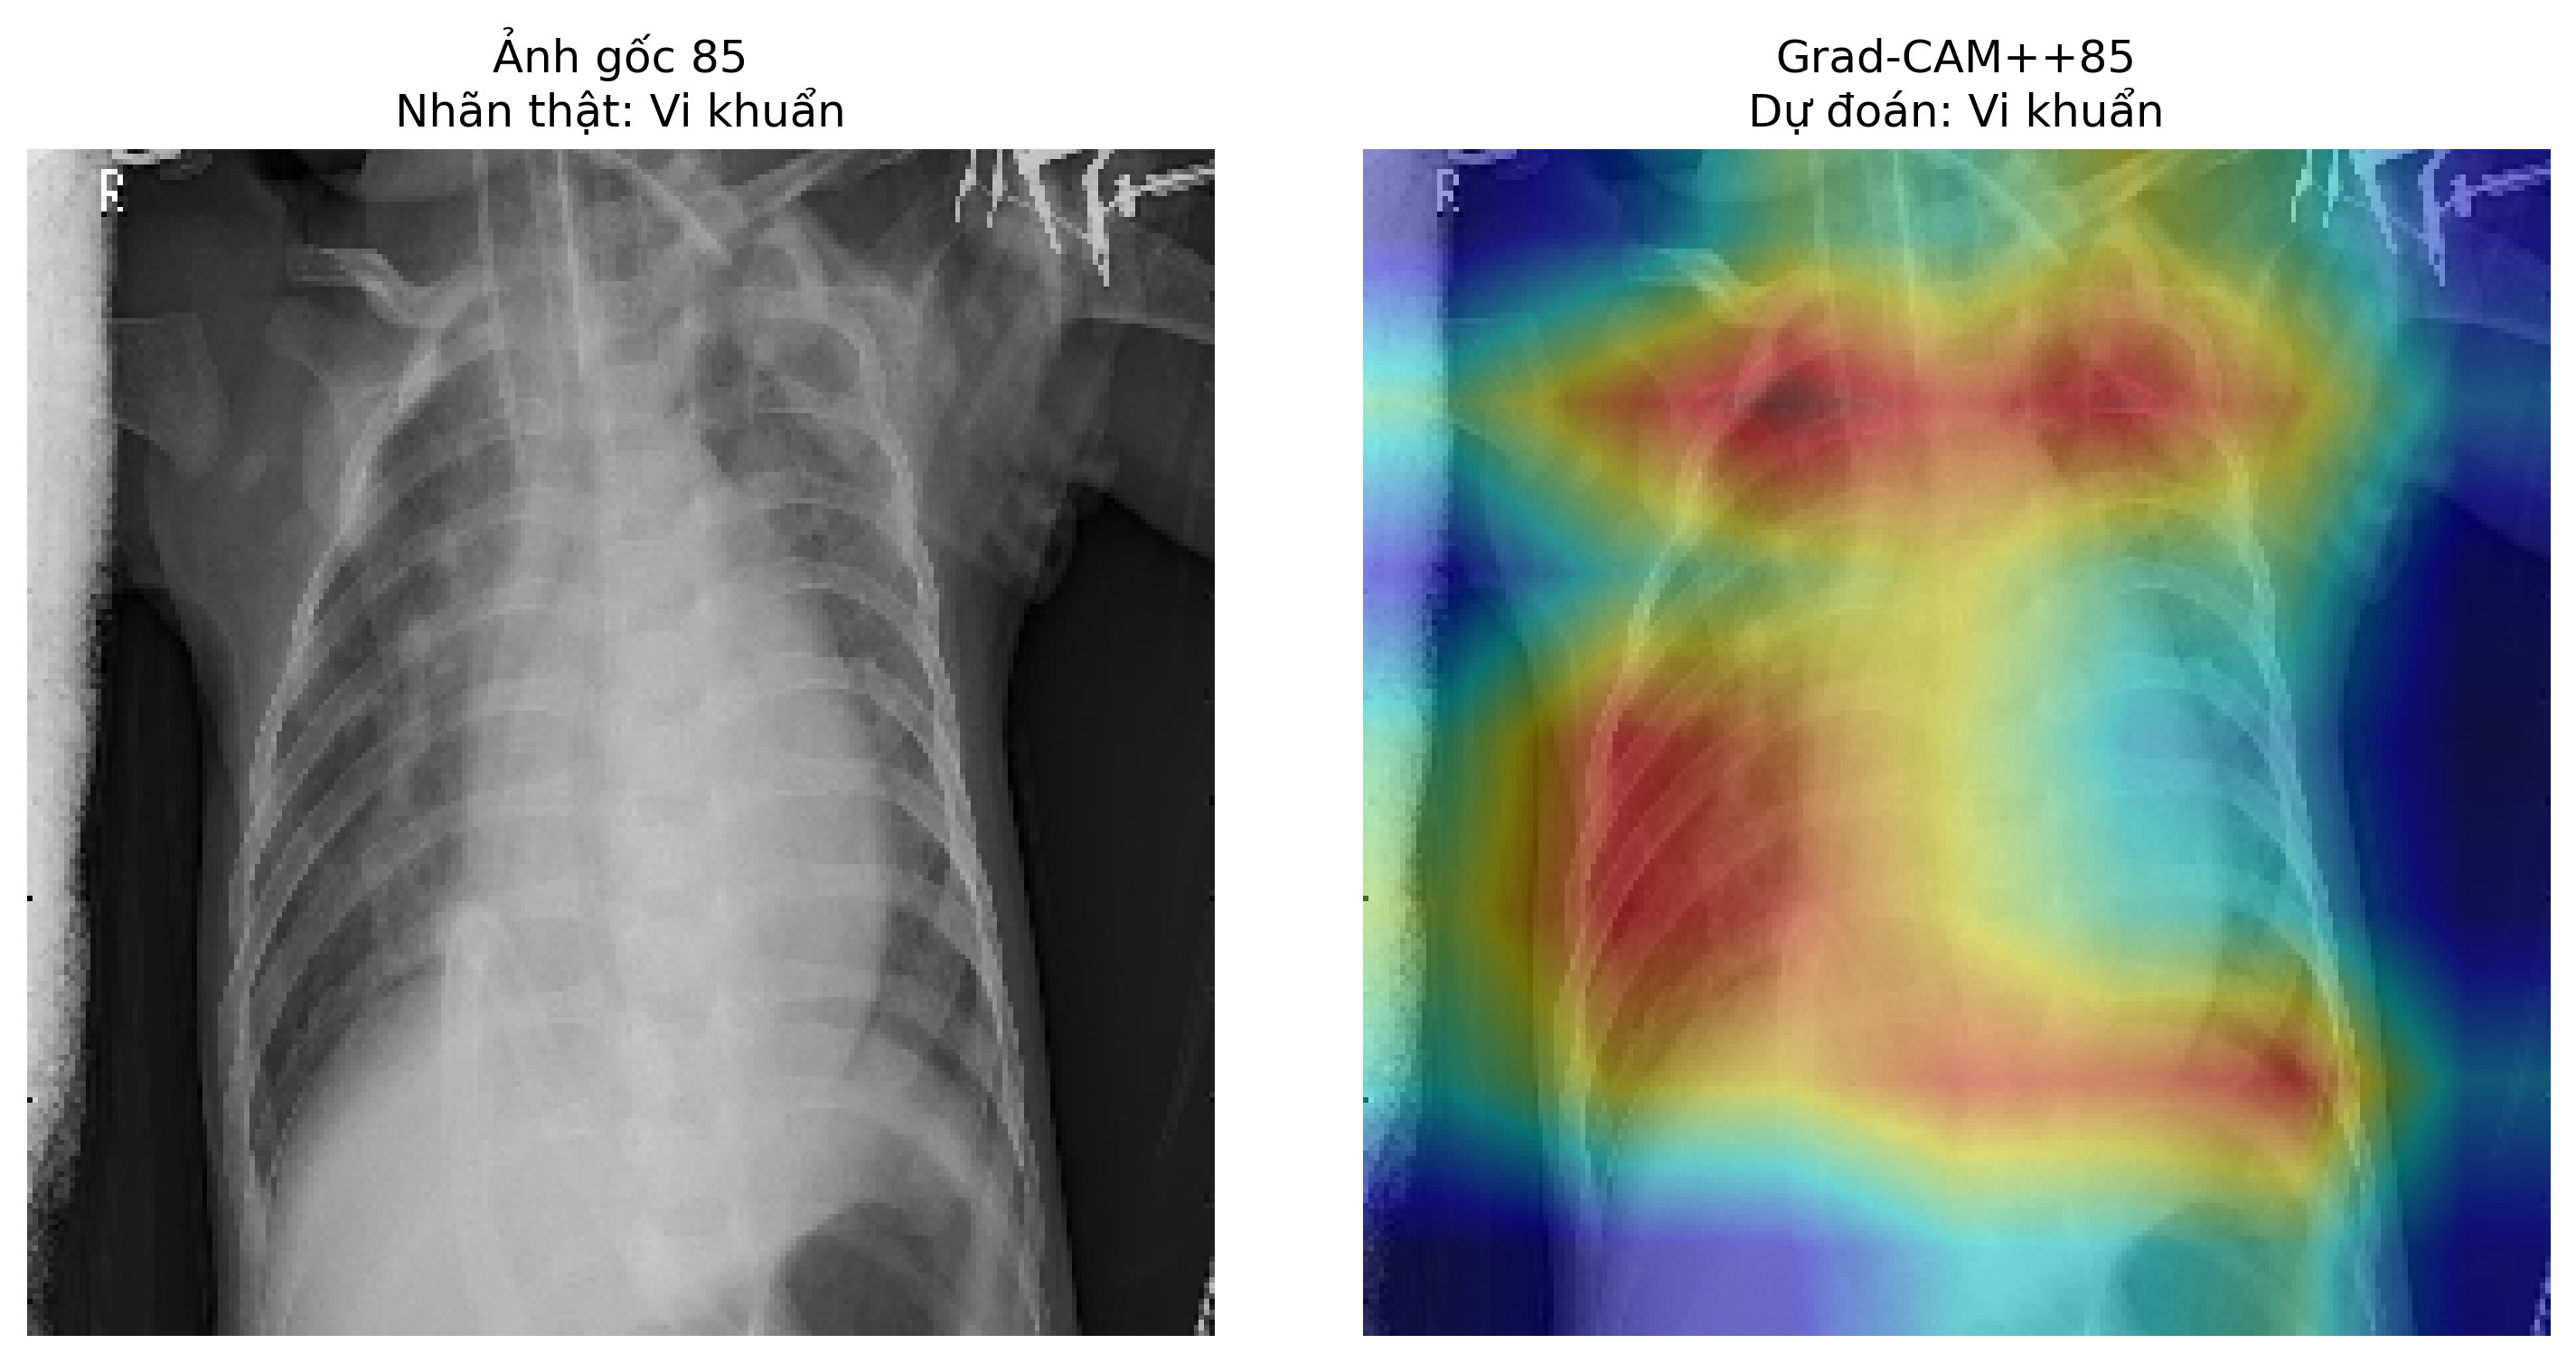 Ảnh gốc 85
Nhãn thật: Vi khuẩn
R
Grad-CAM++85
Dự đoán: Vi khuẩn
R